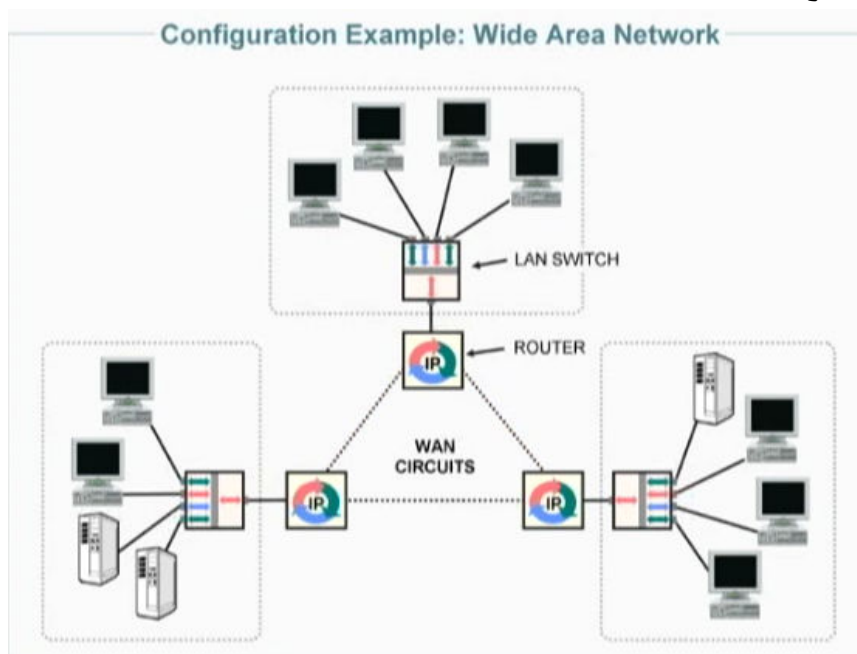 Configuration Example: Wide Area Network
LAN SWITCH
ROUTER
IP
WAN
CIRCUITS
IP
IP